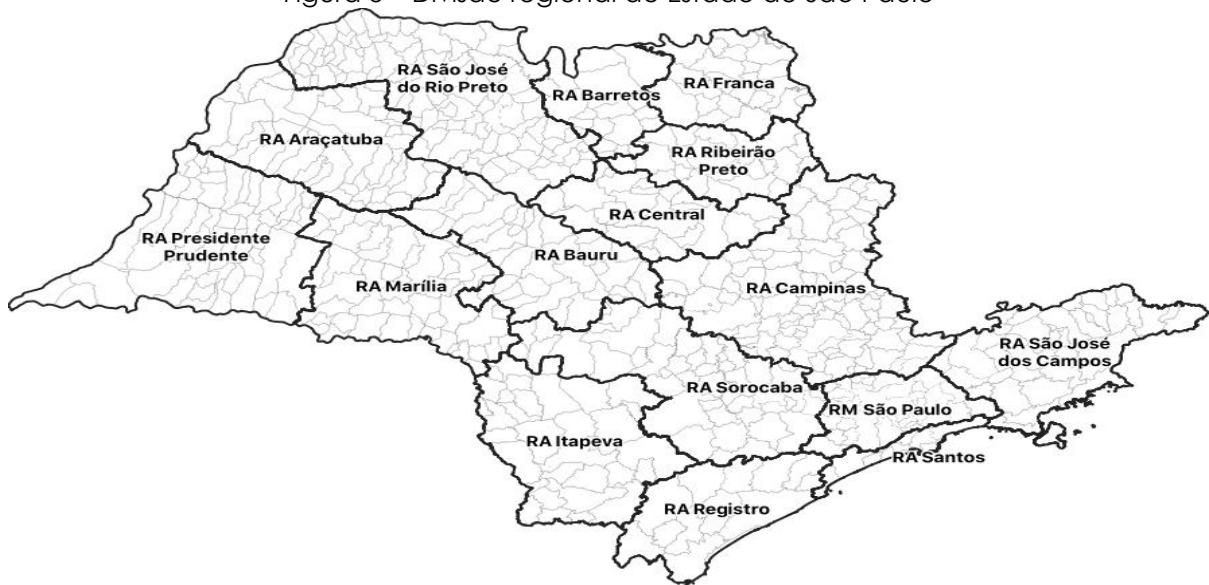 RA São José
do Rio Preto
RA Barretos
RA Franca
RA Araçatuba
RA Ribeirão
Preto
RA Central
RA Presidente
Prudente
RA Bauru
RA Marília
RA Campinas
RA São José
dos Campos
RA Sorocaba
RM São Paulo
RA Itapeva
RA Santos
RA Registro